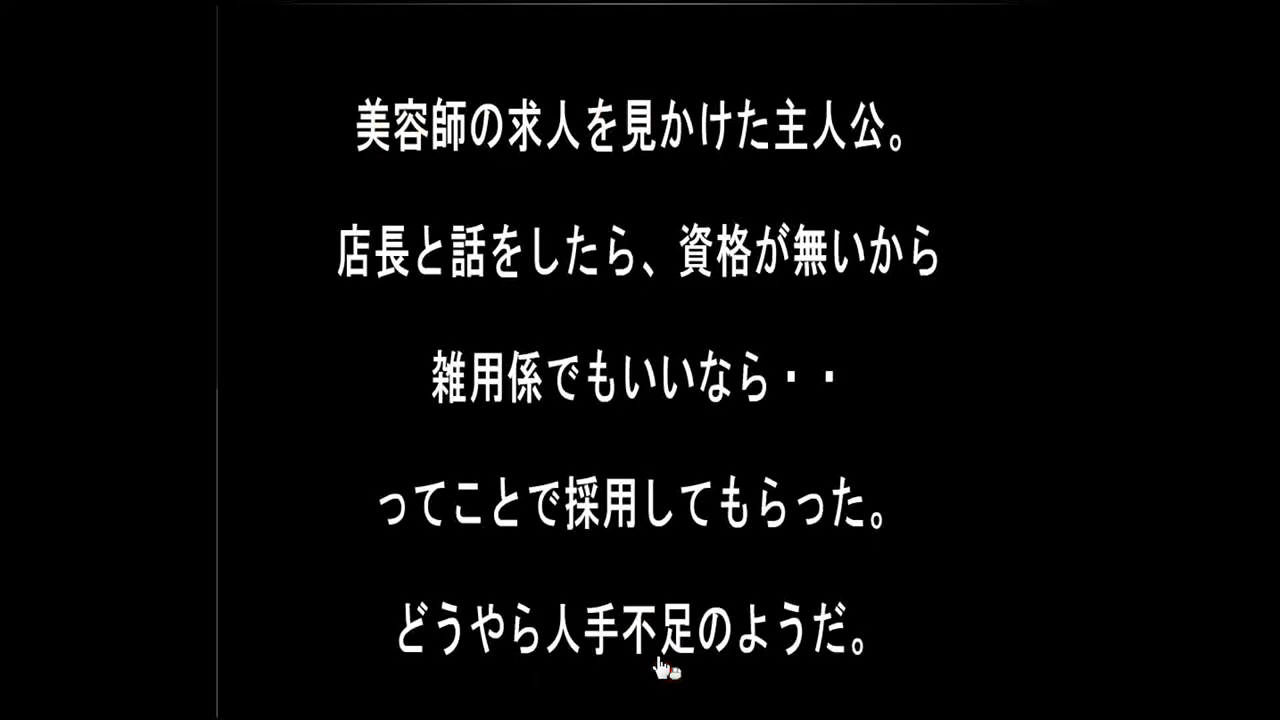 美容師の求人を見かけた主人公。
店長と話をしたら、資格が無いから
雑用係でもいいなら・・
ってことで採用してもらった。
どうやら人手不足のようだ。